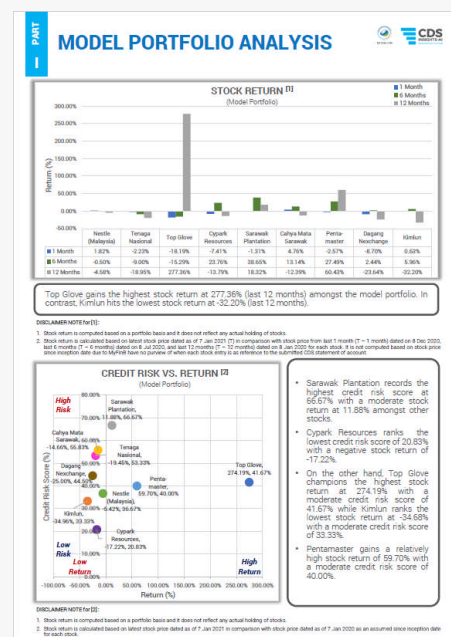 PART
I
MODEL PORTFOLIO ANALYSIS
CDS
STOCK RETURN [1]
(Model Portfolio)
1 Month
6 Months
12 Months
Return (%)
300.00%
250.00%
200.00%
150.00%
100.00%
50.00%
0.00%
-50.00%
Nestle (Malaysia) Tenaga Nasional Top Glove Cypark Resources Sarawak Plantation Cahya Mata Sarawak Penta-master Dagang Nexchange Kimlun
1 Month 1.82% -2.23% -18.19% -7.41% -1.31% 4.76% -2.57% -8.70% 0.63%
6 Months -0.50% -9.00% -15.29% 23.76% 38.66% 13.14% 27.49% 2.44% 5.96%
12 Months -4.58% -18.95% 277.36% -13.79% 18.32% -12.39% 60.43% -23.64% -32.20%
Top Glove gains the highest stock return at 277.36% (last 12 months) amongst the model portfolio. In
contrast, Kimlun hits the lowest stock return at -32.20% (last 12 months).
DISCLAIMER NOTE for [1]:
1. Stock return is computed based on a portfolio basis and it does not reflect any actual holding of stocks.
2. Stock return is calculated based on latest stock price dated as of 7 Jan 2021 (T) in comparison with stock price from last 1 month (T – 1 month) dated on 8 Dec 2020,
last 6 months (T – 6 months) dated on 8 Jul 2020, and last 12 months (T – 12 months) dated on 8 Jan 2020 for each stock. It is not computed based on stock price
since inception date due to MyFinB have no purview of when each stock entry is as reference to the submitted CDS statement of account.
CREDIT RISK VS. RETURN [2]
(Model Portfolio)
Credit Risk Score (%)
80.00%
70.00%
60.00%
50.00%
40.00%
30.00%
20.00%
10.00%
0.00%
High
Risk
Sarawak
Plantation,
11.88%, 66.67%
Cahya Mata
Sarawak,
-14.66%, 55.83%
Tenaga
Nasional,
-19.45%, 53.33%
Dagang
Nexchange,
-25.00%, 44.50%
Penta-
master,
59.70%, 40.00%
Top Glove,
274.19%, 41.67%
Nestle
(Malaysia),
-5.42%, 36.67%
Kimlun,
-34.96%, 33.33%
Cypark
Resources,
-17.22%, 20.83%
Low
Risk
Low
Return
High
Return
-100.00% -50.00% 0.00% 50.00% 100.00% 150.00% 200.00% 250.00% 300.00%
Return (%)
• Sarawak Plantation records the
highest credit risk score at
66.67% with a moderate stock
return at 11.88% amongst other
stocks.
• Cypark Resources ranks the
lowest credit risk score of 20.83%
with a negative stock return of
-17.22%.
• On the other hand, Top Glove
champions the highest stock
return at 274.19% with a
moderate credit risk score of
41.67% while Kimlun ranks the
lowest stock return at -34.68%
with a moderate credit risk score
of 33.33%.
• Pentamaster gains a relatively
high stock return of 59.70% with
a moderate credit risk score of
40.00%.
DISCLAIMER NOTE for [2]:
1. Stock return is computed based on a portfolio basis and it does not reflect any actual holding of stocks.
2. Stock return is calculated based on latest stock price dated as of 7 Jan 2021 in comparison with stock price dated as of 7 Jan 2020 as an assumed since inception date
for each stock.